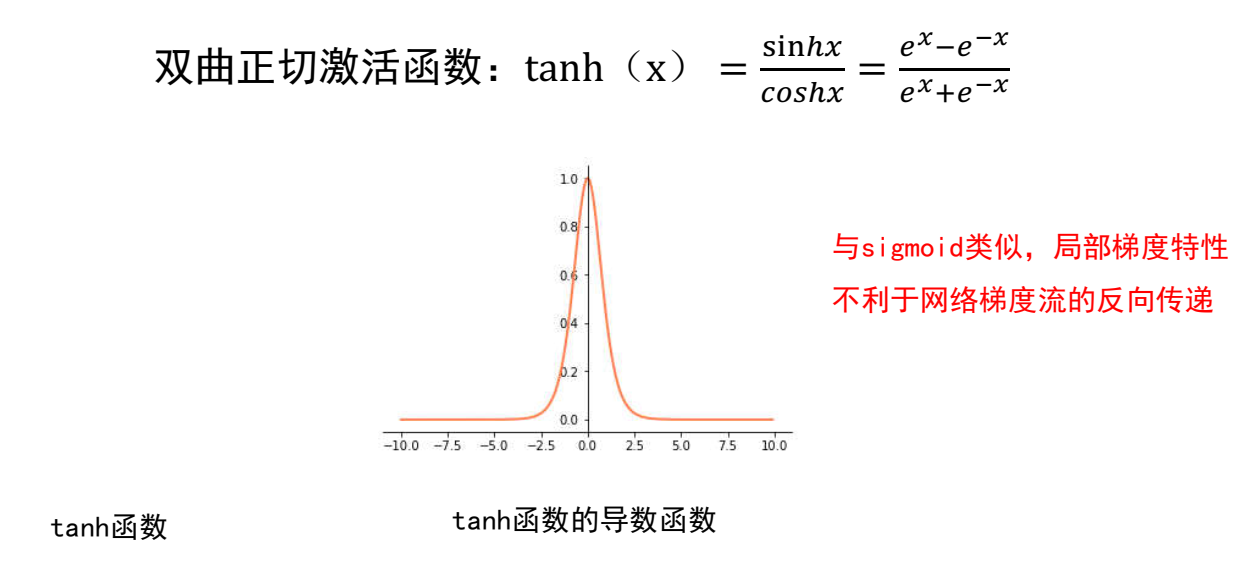 双曲正切激活函数：tanh（x） = sinhx / coshx = e^x−e^−x / e^x+e^−x
1.0
0.8
0.6
0.4
0.2
0.0
−10.0 −7.5 −5.0 −2.5 0.0 2.5 5.0 7.5 10.0
与sigmoid类似，局部梯度特性
不利于网络梯度流的反向传递
tanh函数
tanh函数的导数函数